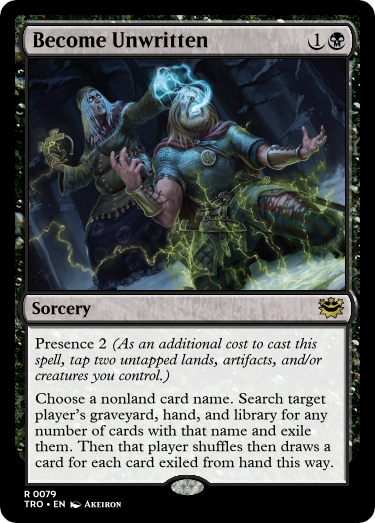 Become Unwritten 1
Sorcery
Presence 2 (As an additional cost to cast this
spell, tap two untapped lands, artifacts, and/or
creatures you control.)
Choose a nonland card name. Search target
player's graveyard, hand, and library for any
number of cards with that name and exile
them. Then that player shuffles then draws a
card for each card exiled from hand this way.
R 0079
TRO • EN Akeiron